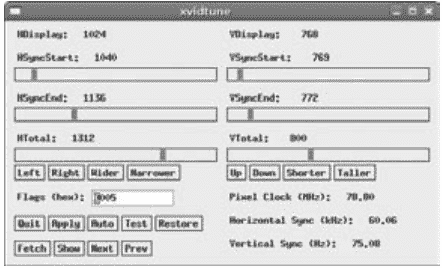 xvidtune
HDisplay: 1024
VDisplay: 768
HSyncStart: 1040
VSyncStart: 769
HSyncEnd: 1136
VSyncEnd: 772
HTotal: 1312
VTotal: 800
Left Right Wider Narrower
Up Down Shorter Taller
Flags (hex): 0005
Pixel Clock (MHz): 78.80
Quit Apply Auto Test Restore
Horizontal Sync (kHz): 60.06
Fetch Show Next Prev
Vertical Sync (Hz): 75.08